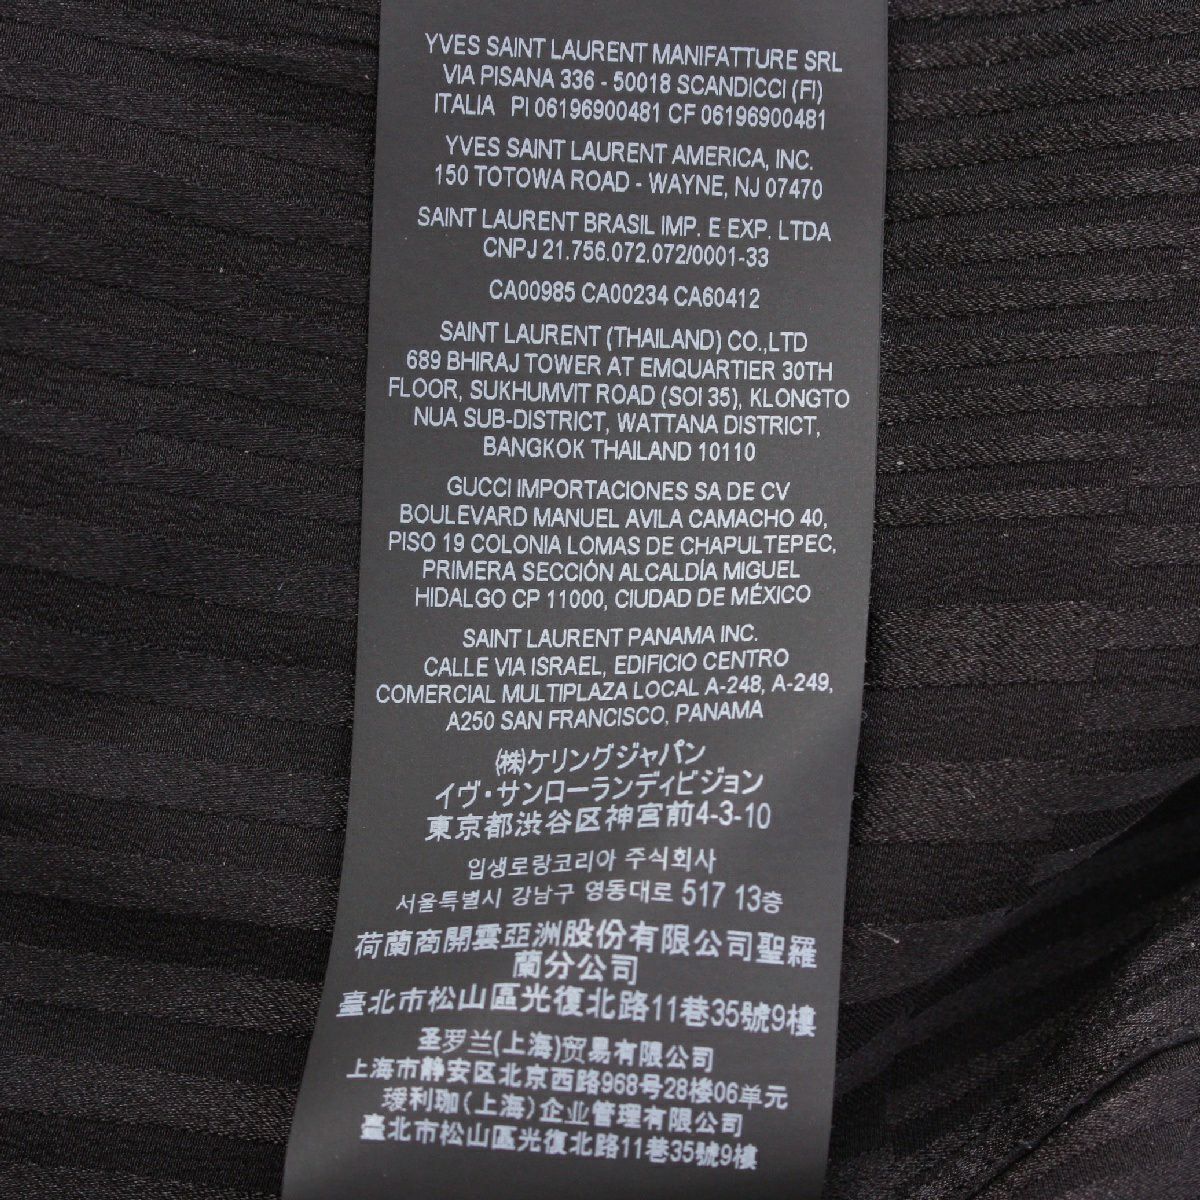 YVES SAINT LAURENT MANIFATTURE SRL
VIA PISANA 336 - 50018 SCANDICCI (FI)
ITALIA PI 06196900481 CF 06196900481
YVES SAINT LAURENT AMERICA, INC.
150 TOTOWA ROAD - WAYNE, NJ 07470
SAINT LAURENT BRASIL IMP. E EXP. LTDA
CNPJ 21.756.072.072/0001-33
CA00985 CA00234 CA60412
SAINT LAURENT (THAILAND) CO.,LTD
689 BHIRAJ TOWER AT EMQUARTIER 30TH
FLOOR, SUKHUMVIT ROAD (SOI 35), KLONGTO
NUA SUB-DISTRICT, WATTANA DISTRICT,
BANGKOK THAILAND 10110
GUCCI IMPORTACIONES SA DE CV
BOULEVARD MANUEL AVILA CAMACHO 40,
PISO 19 COLONIA LOMAS DE CHAPULTEPEC,
PRIMERA SECCIÓN ALCALDÍA MIGUEL
HIDALGO CP 11000, CIUDAD DE MÉXICO
SAINT LAURENT PANAMA INC.
CALLE VIA ISRAEL, EDIFICIO CENTRO
COMERCIAL MULTIPLAZA LOCAL A-248, A-249,
A250 SAN FRANCISCO, PANAMA
(株)ケリングジャパン
イヴ・サンローランディビジョン
東京都渋谷区神宮前4-3-10
입생로랑코리아 주식회사
서울특별시 강남구 영동대로 517 13층
荷蘭商開雲亞洲股份有限公司聖羅
蘭分公司
臺北市松山區光復北路11巷35號9樓
圣罗兰(上海)贸易有限公司
上海市静安区北京西路968号28楼06单元
瑷利珈(上海)企业管理有限公司
臺北市松山區光復北路11巷35號9樓